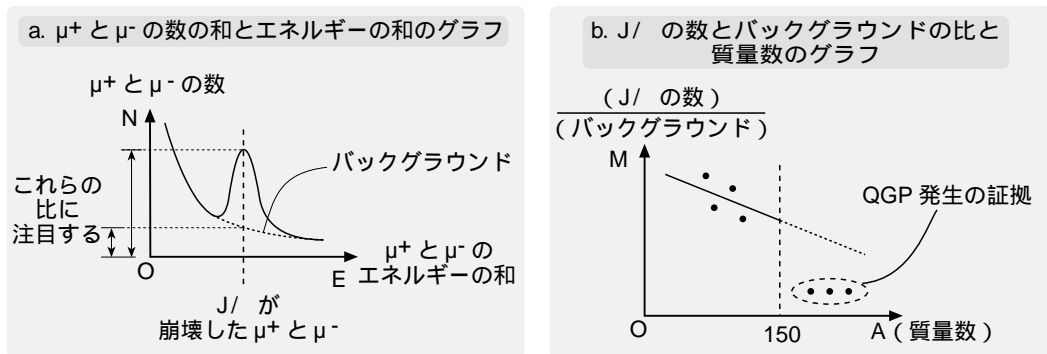 a. μ+ と μ- の数の和とエネルギーの和のグラフ
μ+ と μ- の数
N
バックグラウンド
これらの
比に
注目する
O
E
μ+ と μ- の
エネルギーの和
J/ が
崩壊した μ+ と μ-
b. J/ の数とバックグラウンドの比と
質量数のグラフ
( J/ の数 )
( バックグラウンド )
M
QGP 発生の証拠
O
150
A ( 質量数 )